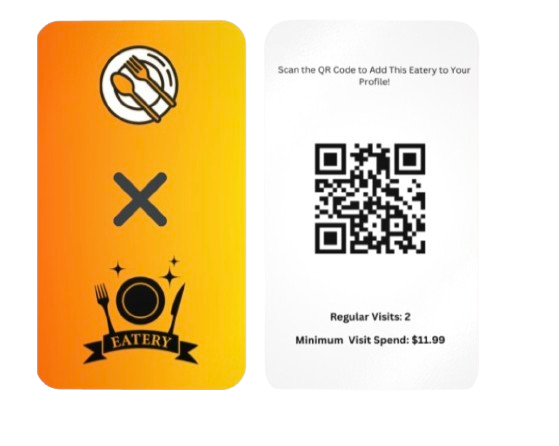 EATERY
Scan the QR Code to Add This Eatery to Your
Profile!
Regular Visits: 2
Minimum Visit Spend: $11.99